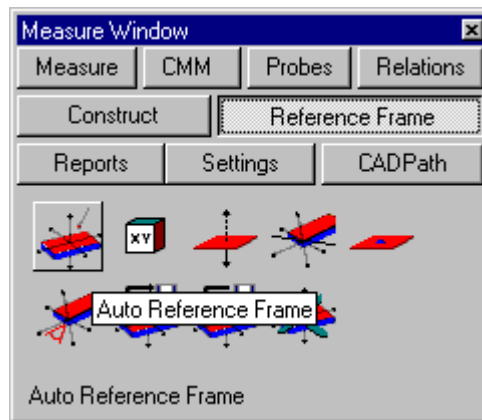 Measure Window
Measure CMM Probes Relations
Construct Reference Frame
Reports Settings CADPath
XY
Auto Reference Frame
Auto Reference Frame